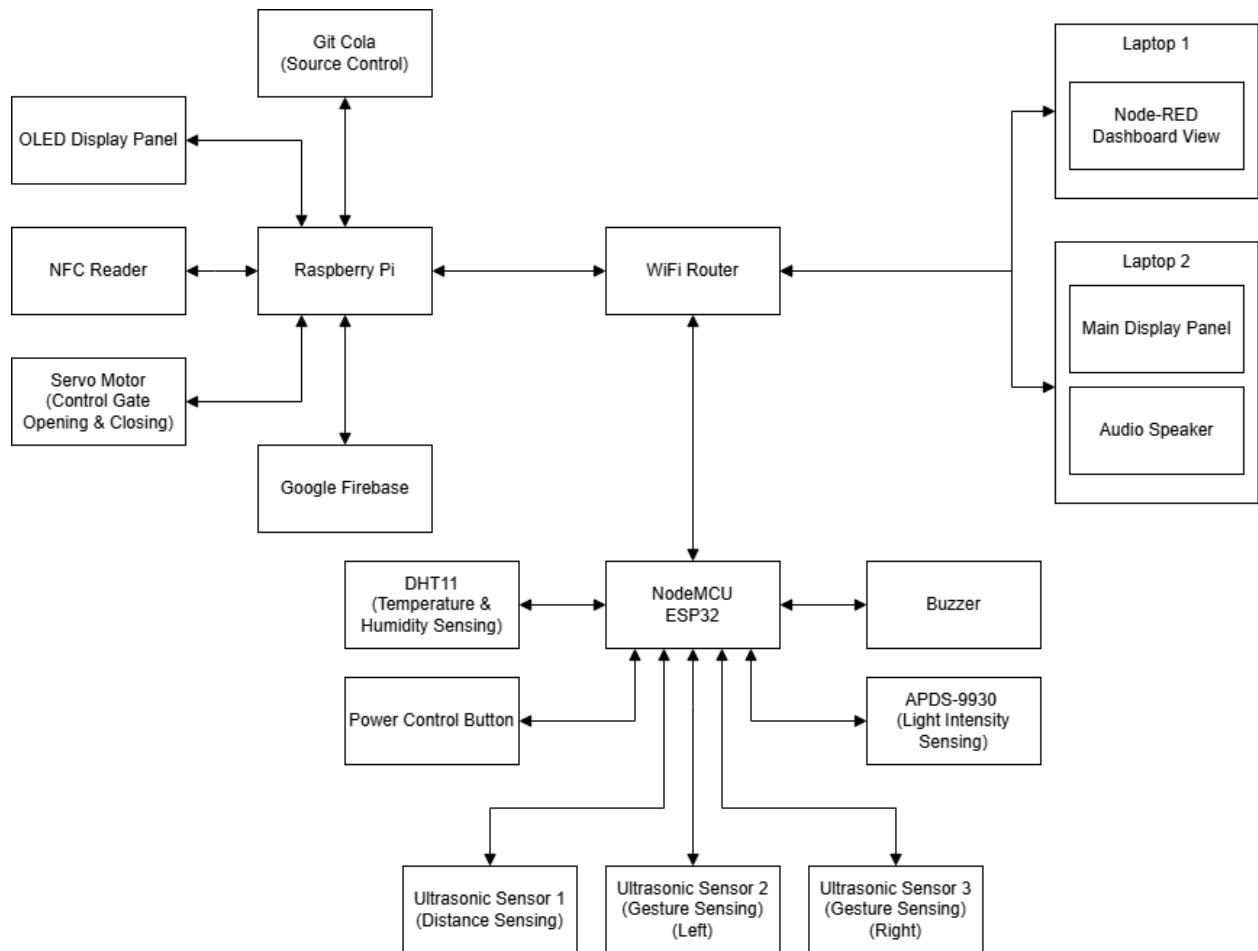 Git Cola
(Source Control)
Laptop 1
Node-RED
Dashboard View
OLED Display Panel
NFC Reader
Raspberry Pi
WiFi Router
Laptop 2
Main Display Panel
Audio Speaker
Servo Motor
(Control Gate
Opening & Closing)
Google Firebase
DHT11
(Temperature &
Humidity Sensing)
NodeMCU
ESP32
Buzzer
Power Control Button
APDS-9930
(Light Intensity
Sensing)
Ultrasonic Sensor 1
(Distance Sensing)
Ultrasonic Sensor 2
(Gesture Sensing)
(Left)
Ultrasonic Sensor 3
(Gesture Sensing)
(Right)